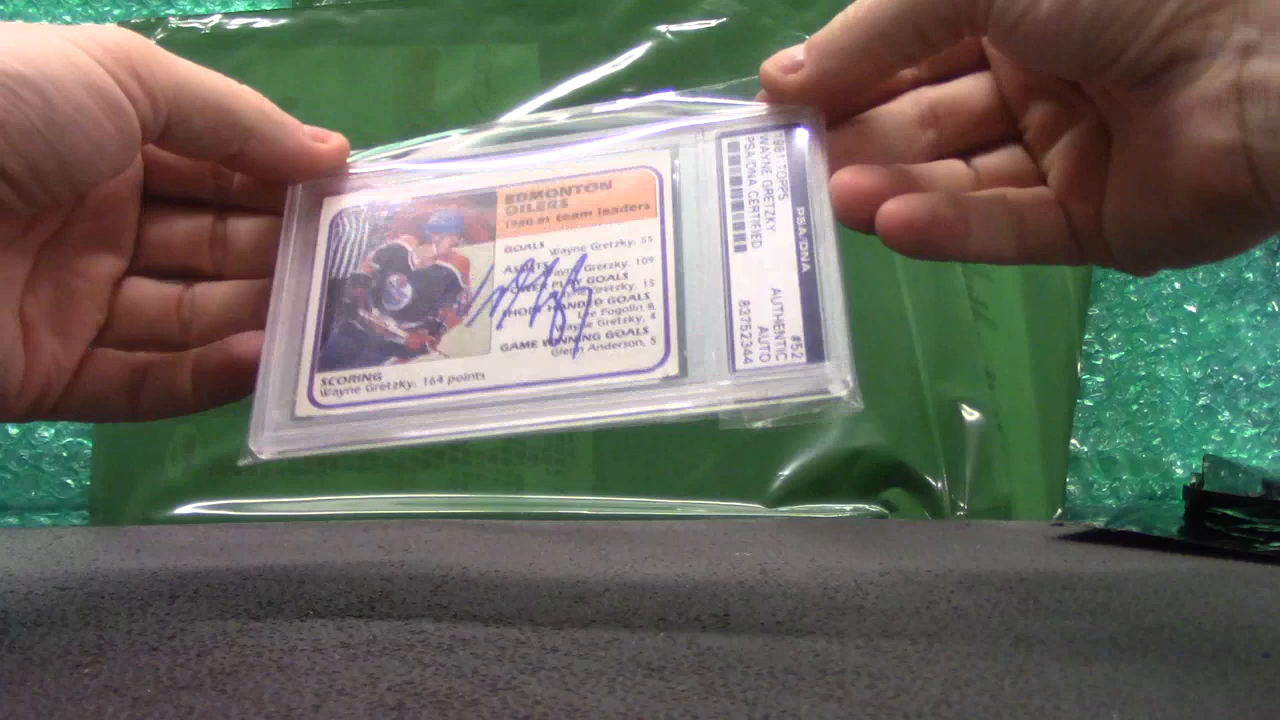 EDMONTON
OILERS
1980-81 team leaders
GOALS
Wayne Gretzky, 55
ASSISTS
Wayne Gretzky, 109
POWER PLAY GOALS
Wayne Gretzky, 15
SHORT HANDED GOALS
Lee Fogolin &
Wayne Gretzky, 4
GAME WINNING GOALS
Glenn Anderson, 5
SCORING
Wayne Gretzky: 164 points
1981 TOPPS #52
WAYNE GRETZKY AUTHENTIC
PSA/DNA CERTIFIED AUTO
83752344
PSA/DNA